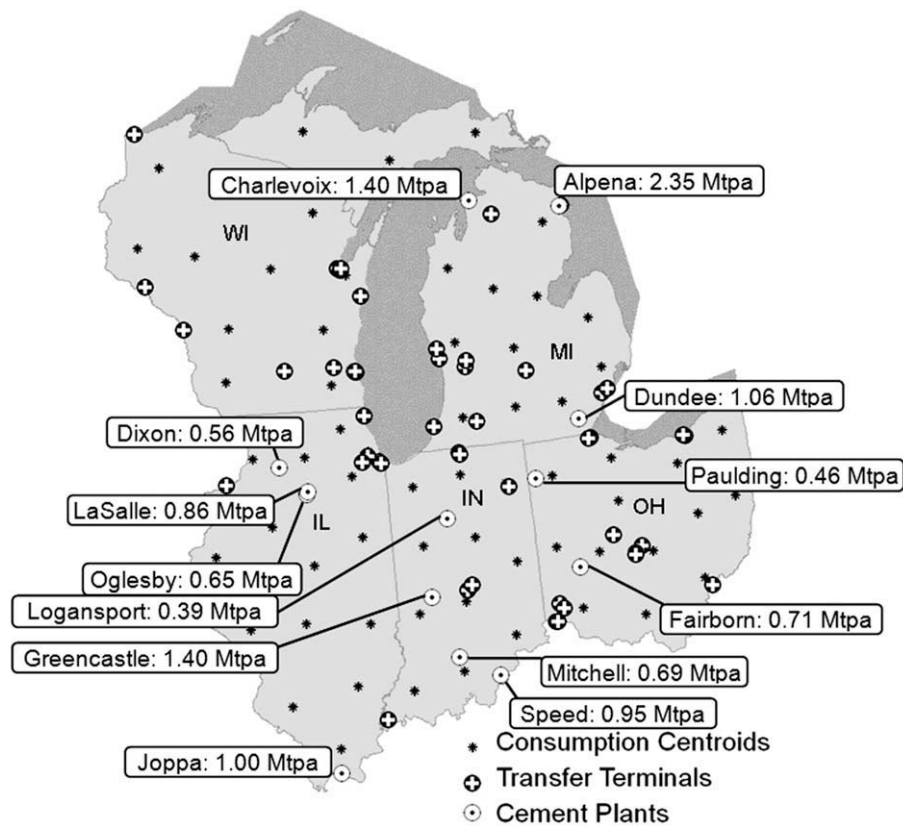 Charlevoix: 1.40 Mtpa
Alpena: 2.35 Mtpa
WI
MI
Dundee: 1.06 Mtpa
Dixon: 0.56 Mtpa
Paulding: 0.46 Mtpa
LaSalle: 0.86 Mtpa
IL
IN
OH
Oglesby: 0.65 Mtpa
Logansport: 0.39 Mtpa
Fairborn: 0.71 Mtpa
Greencastle: 1.40 Mtpa
Mitchell: 0.69 Mtpa
Speed: 0.95 Mtpa
Joppa: 1.00 Mtpa
Consumption Centroids
Transfer Terminals
Cement Plants